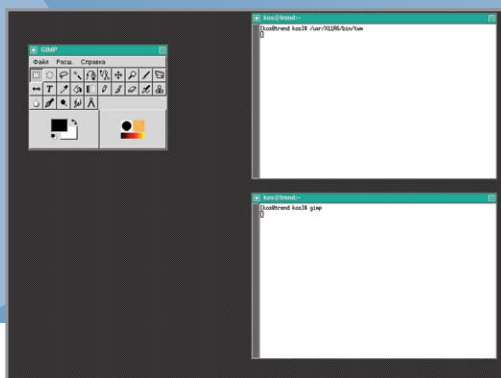 GIMP
Файл Расш. Справка
kos@trend:~
[kos@trend kos]$ /usr/X11R6/bin/twm
kos@trend:~
[kos@trend kos]$ gimp